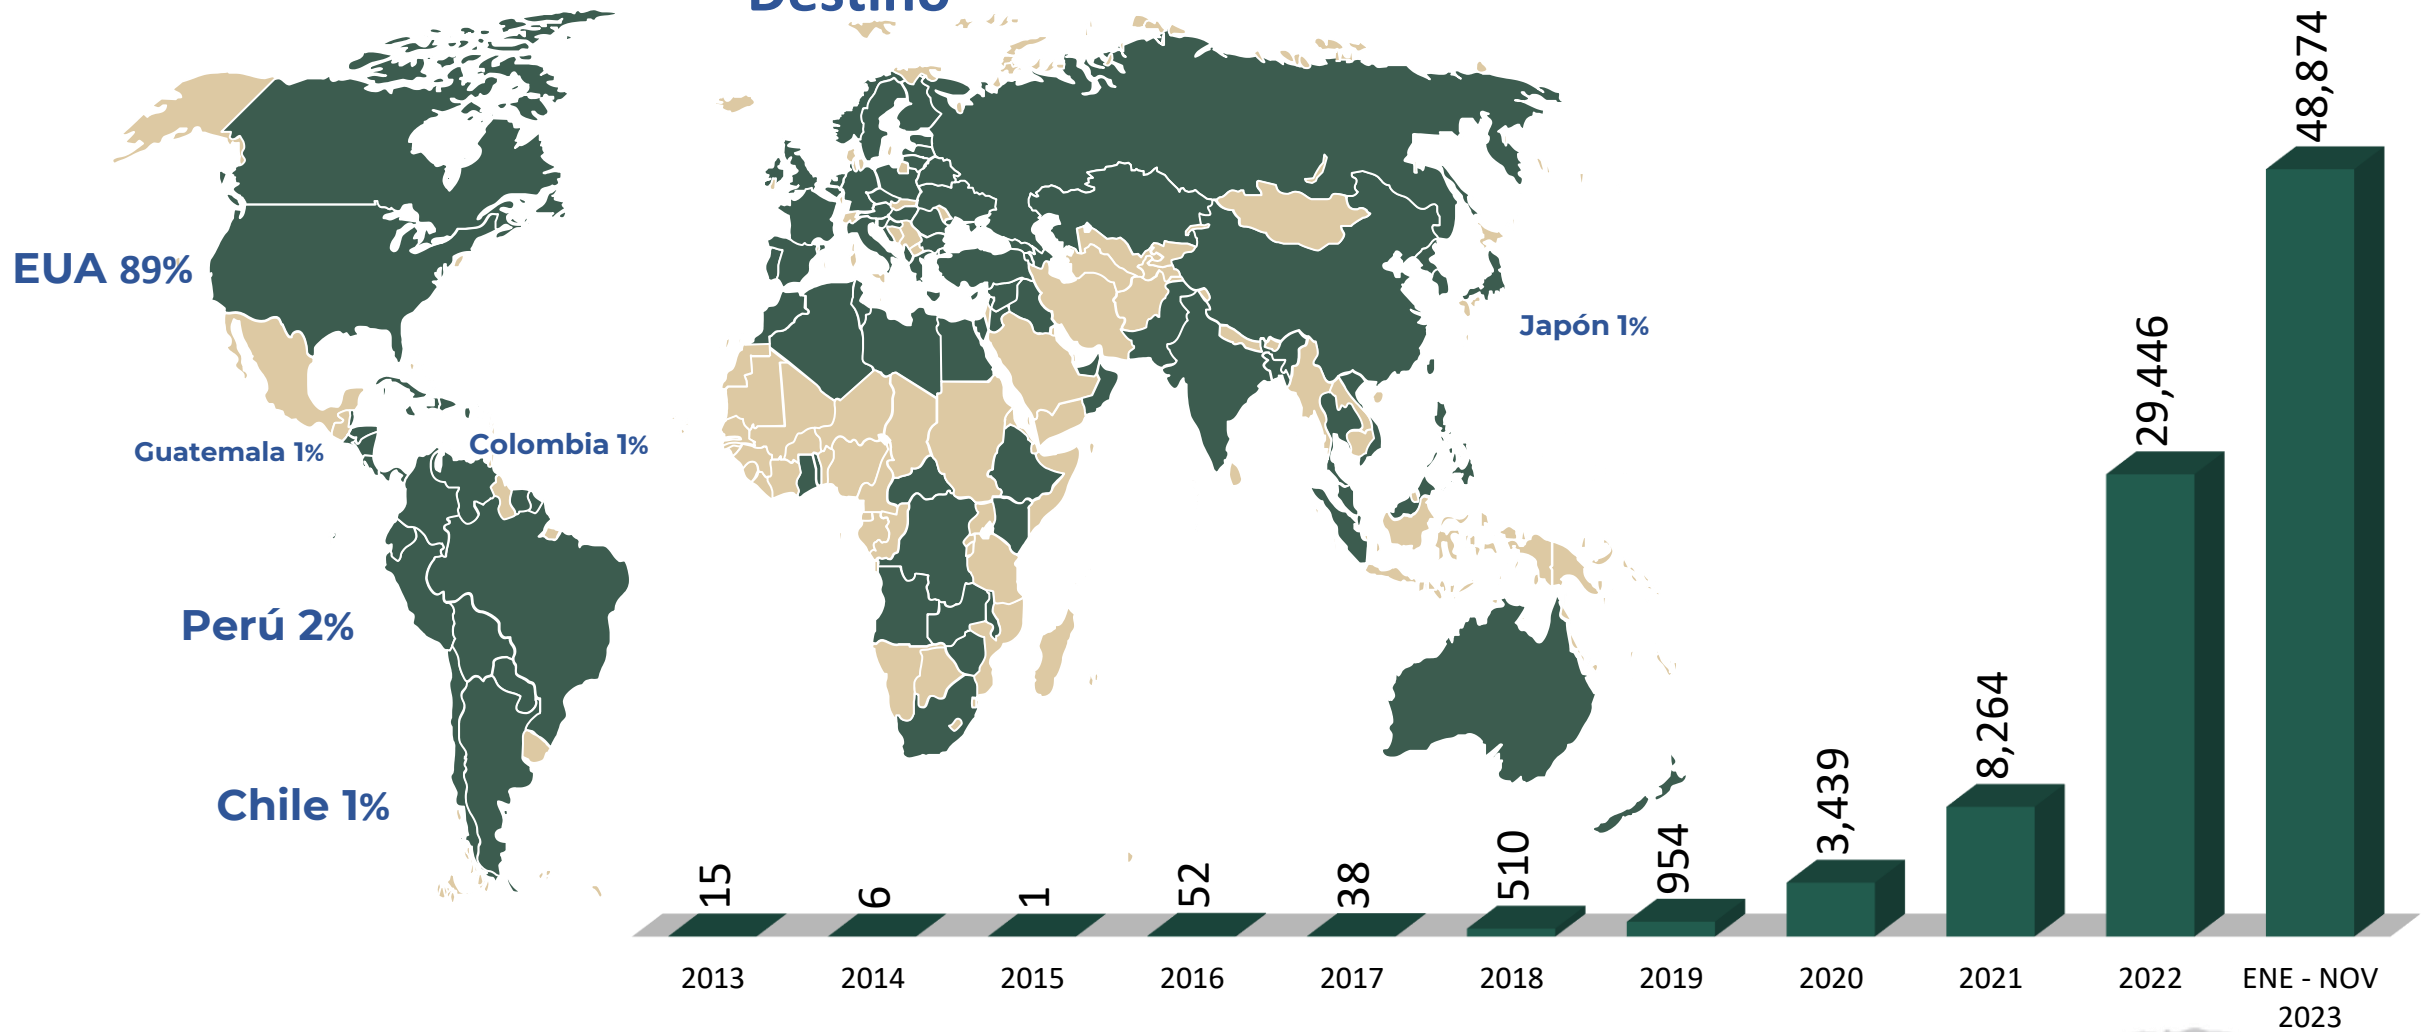 Destino
EUA 89%
Japón 1%
Guatemala 1%
Colombia 1%
Perú 2%
Chile 1%
15
6
1
52
38
510
954
3,439
8,264
29,446
48,874
2013
2014
2015
2016
2017
2018
2019
2020
2021
2022
ENE - NOV
2023